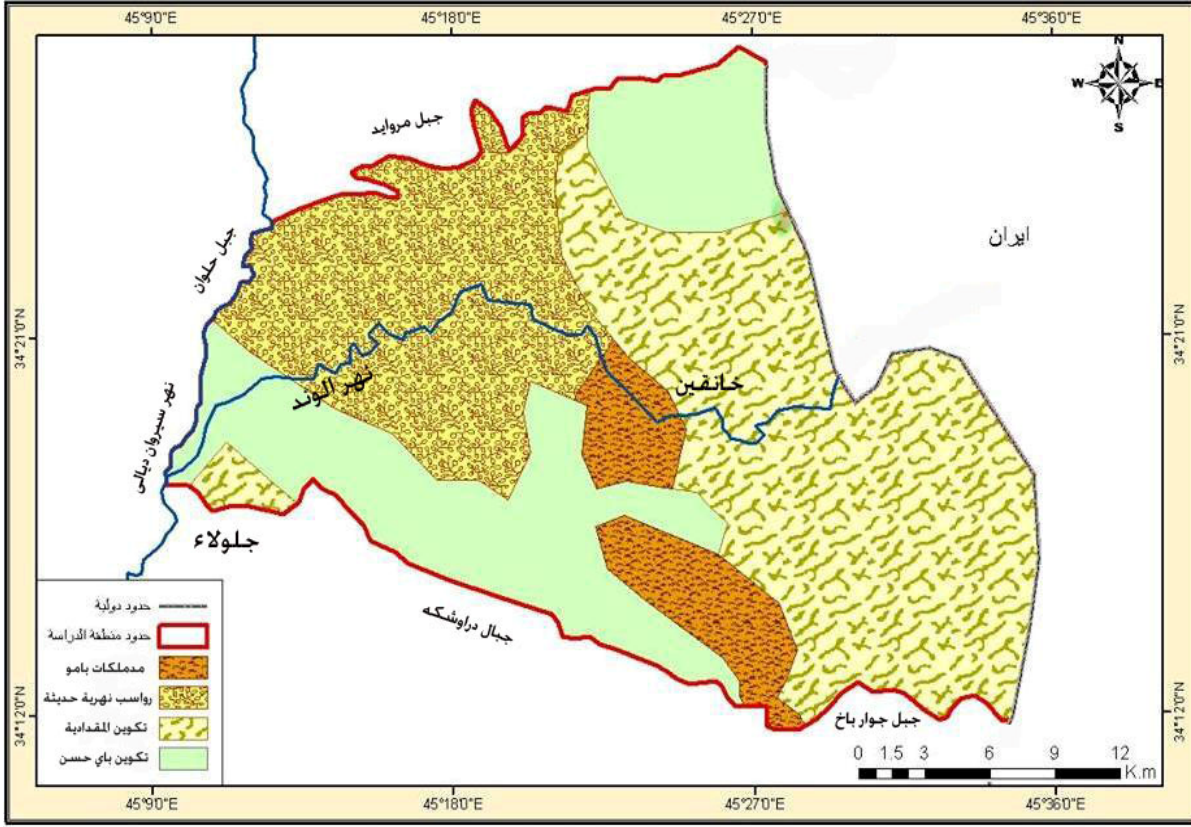 45°9'0"E
45°18'0"E
45°27'0"E
45°36'0"E
N
W
E
S
جبل مروايد
جبل حلوان
ايران
34°21'0"N
34°21'0"N
نهر الوند
خانقين
نهر سيروان ديالى
جلولاء
جبال دراوشكه
جبل جوار باخ
34°12'0"N
34°12'0"N
حدود دولية
حدود منطقة الدراسة
مدملكات بامو
رواسب نهرية حديثة
تكوين المقدادية
تكوين باي حسن
0 1.5 3 6 9 12
K.m
45°9'0"E
45°18'0"E
45°27'0"E
45°36'0"E